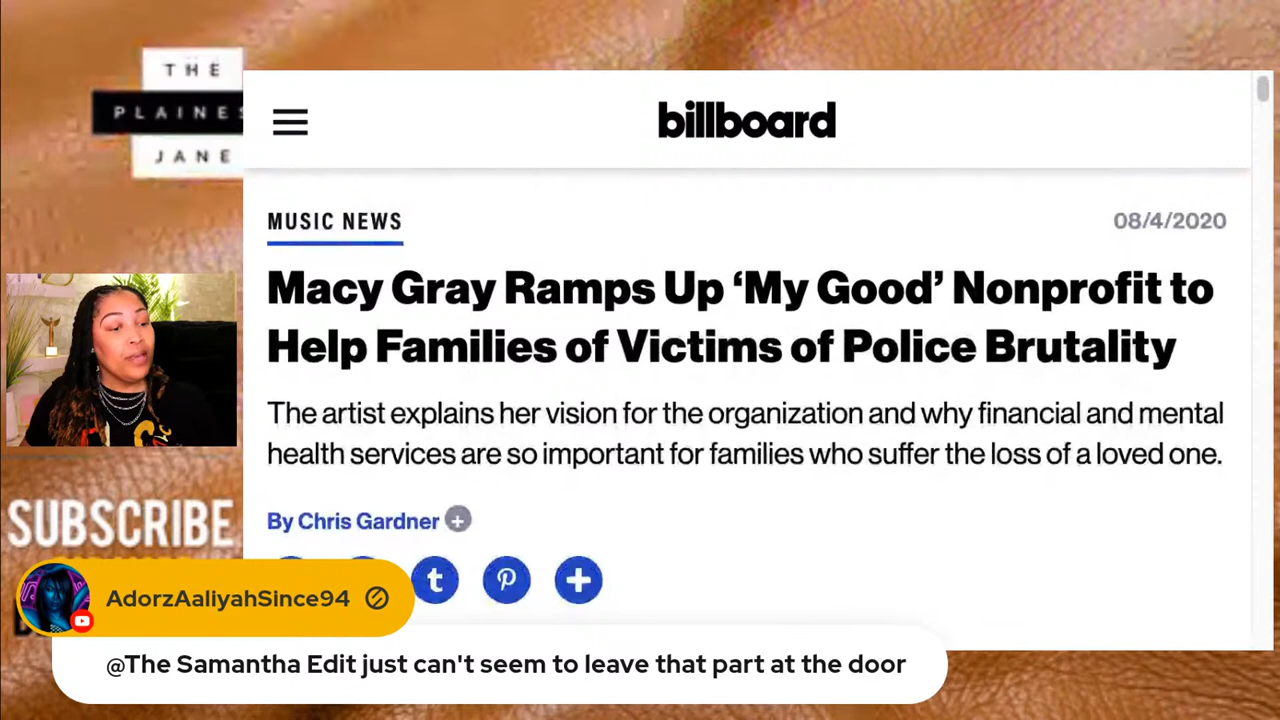 THE
PLAINES
JANE
billboard
MUSIC NEWS
08/4/2020
Macy Gray Ramps Up ‘My Good’ Nonprofit to
Help Families of Victims of Police Brutality
The artist explains her vision for the organization and why financial and mental
health services are so important for families who suffer the loss of a loved one.
By Chris Gardner
SUBSCRIBE
AdorzAaliyahSince94
@The Samantha Edit just can't seem to leave that part at the door